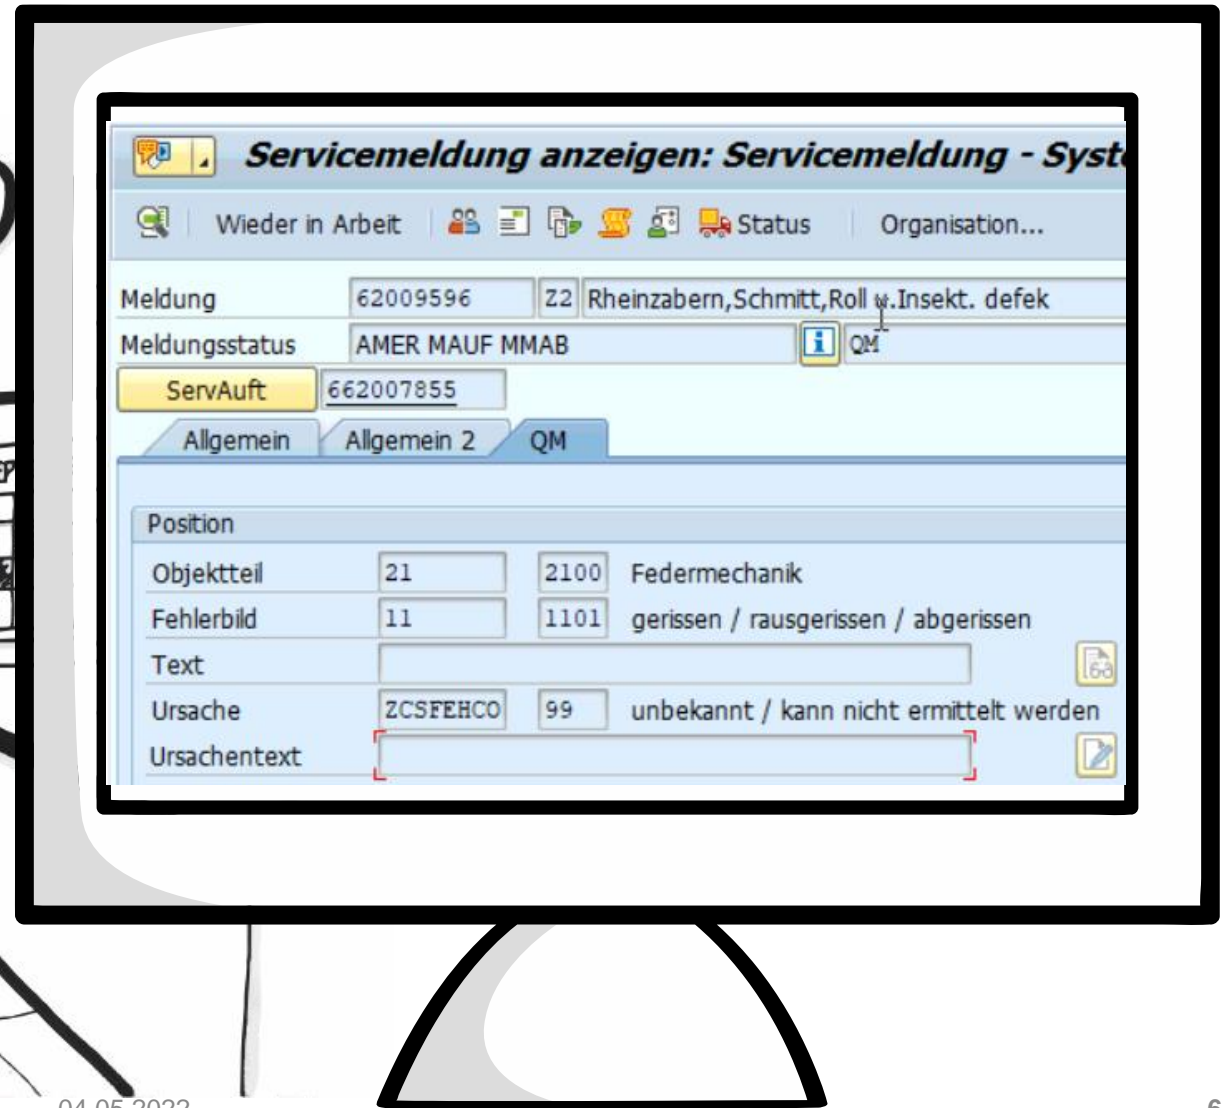 Servicemeldung anzeigen: Servicemeldung - Syste
Wieder in Arbeit Status Organisation...
Meldung 62009596 Z2 Rheinzabern,Schmitt,Roll w.Insekt. defek
Meldungsstatus AMER MAUF MMAB QM
ServAuft 662007855
Allgemein Allgemein 2 QM
Position
Objektteil 21 2100 Federmechanik
Fehlerbild 11 1101 gerissen / rausgerissen / abgerissen
Text
Ursache ZCSFEHCO 99 unbekannt / kann nicht ermittelt werden
Ursachentext
04.05.2022 6